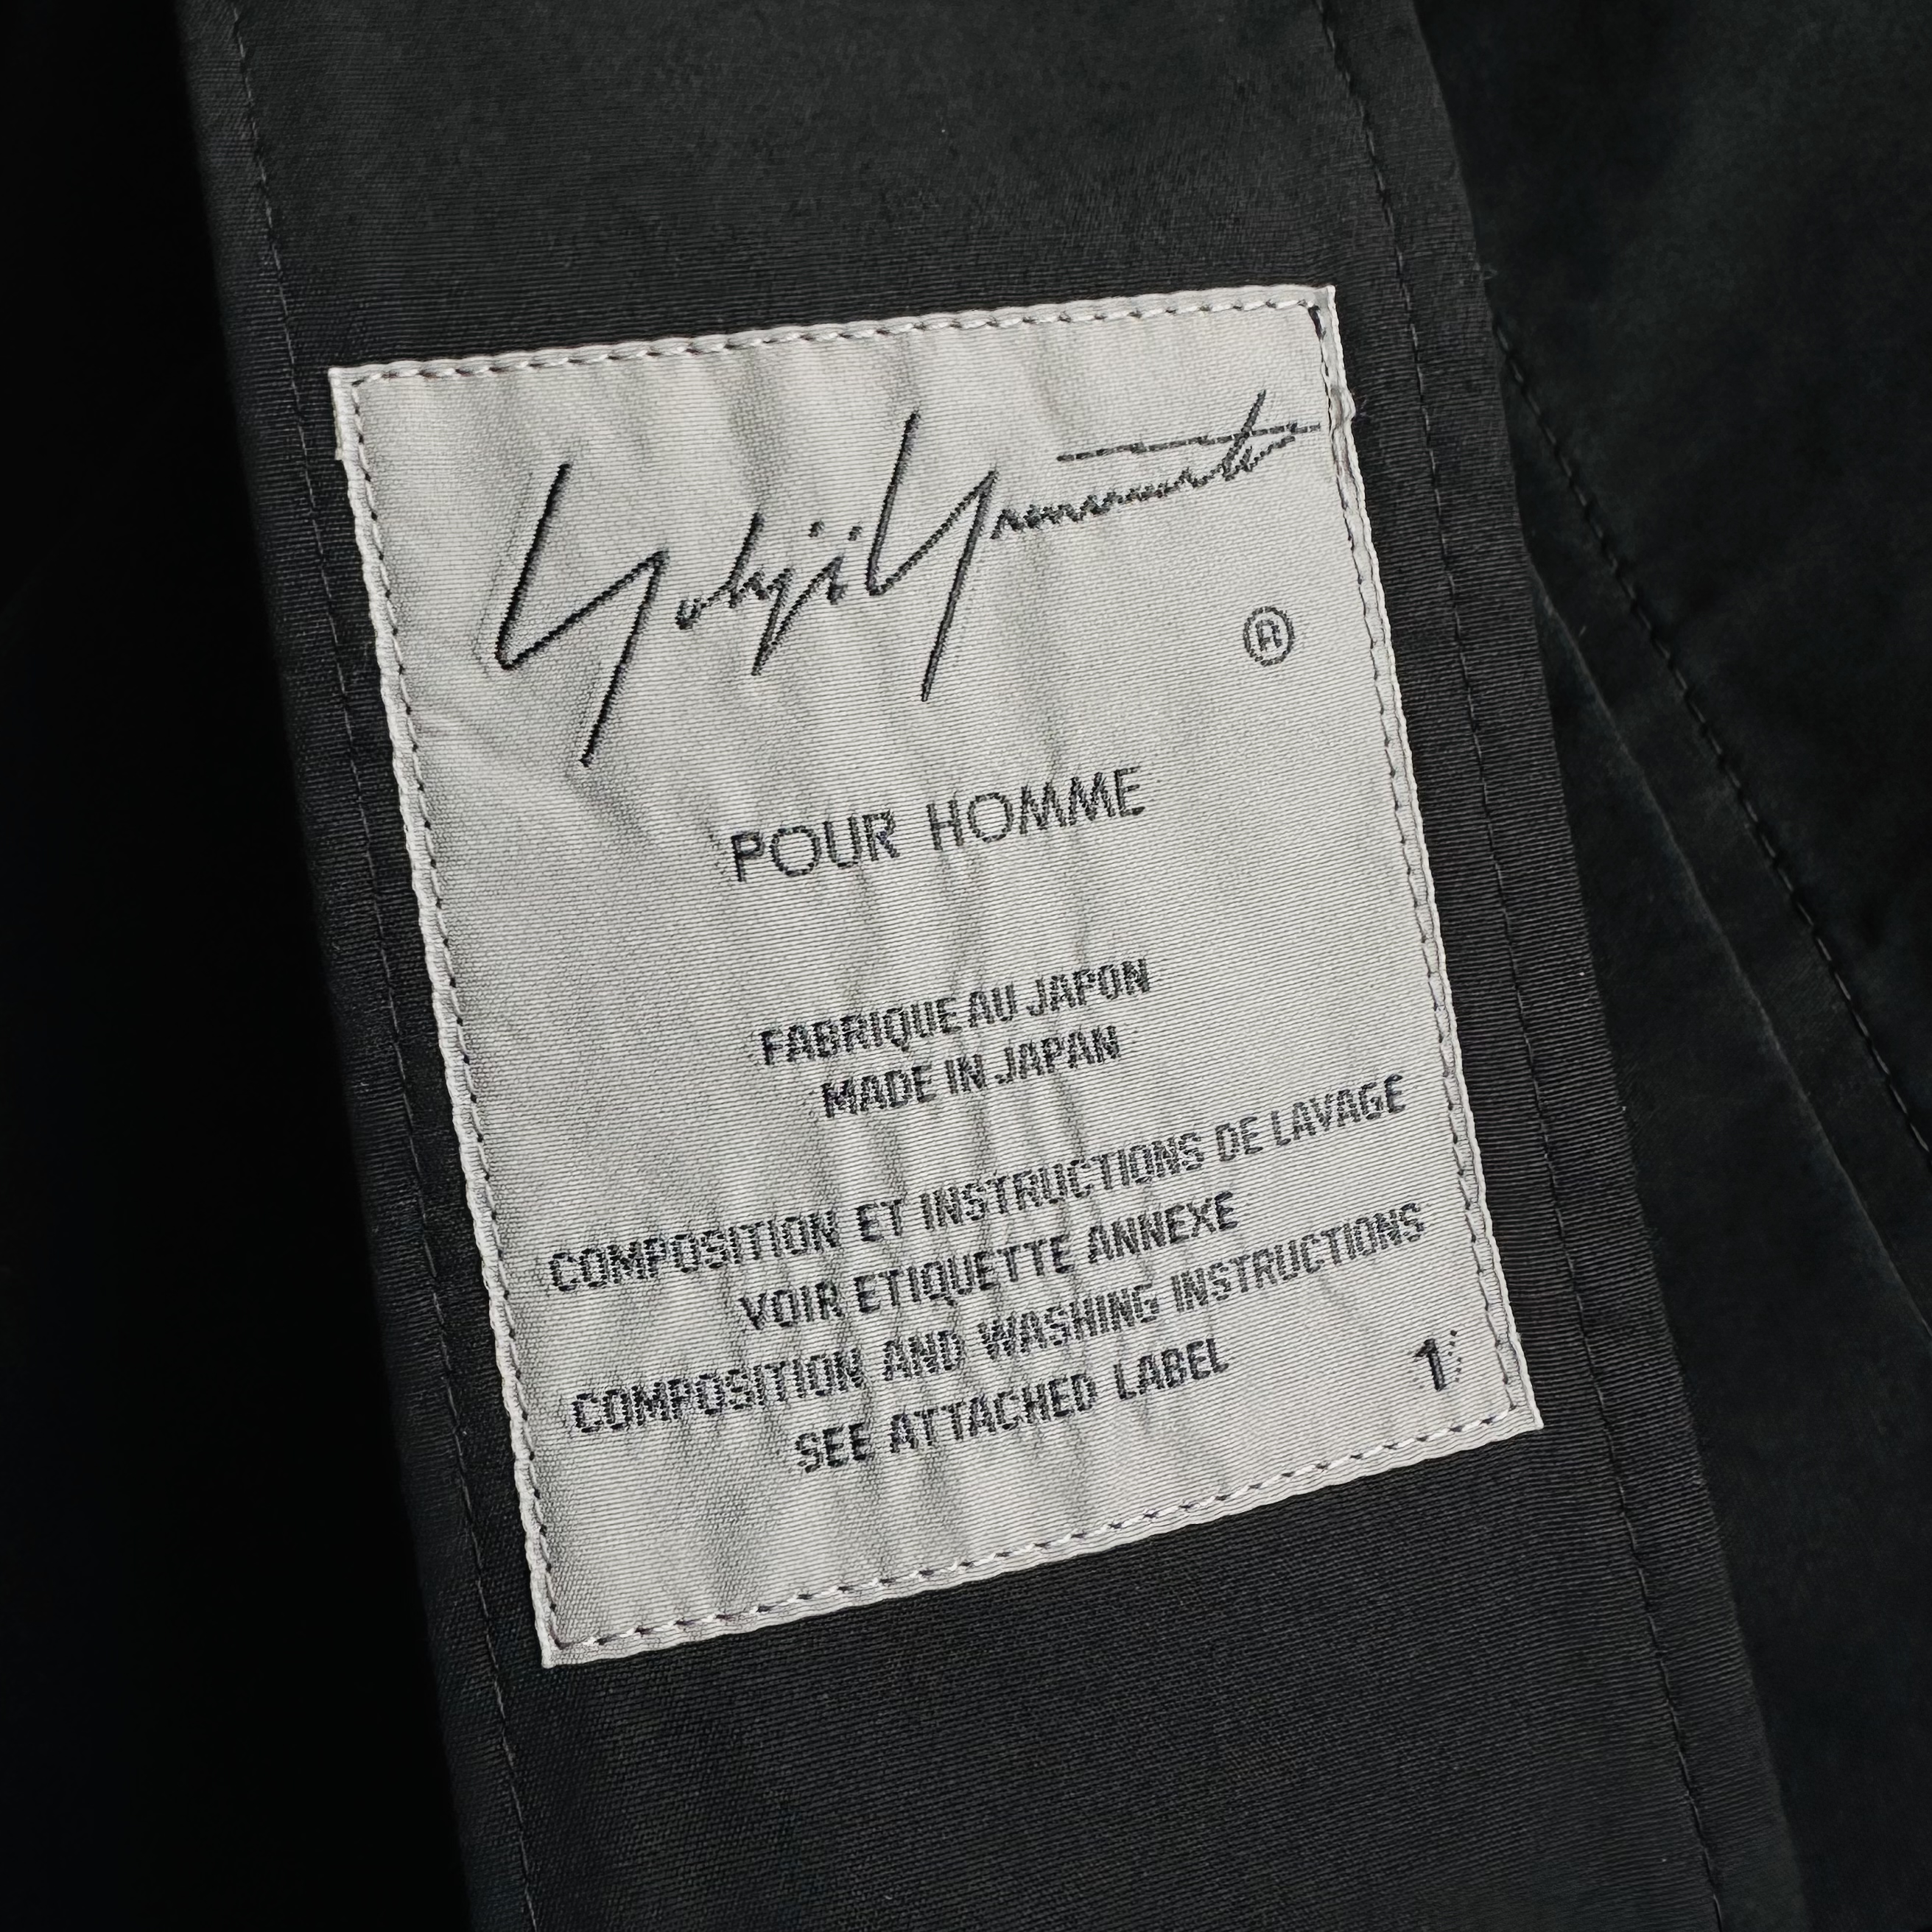 Yohji Yamamoto
®
POUR HOMME
FABRIQUE AU JAPON
MADE IN JAPAN
COMPOSITION ET INSTRUCTIONS DE LAVAGE
VOIR ETIQUETTE ANNEXE
COMPOSITION AND WASHING INSTRUCTIONS
SEE ATTACHED LABEL
1